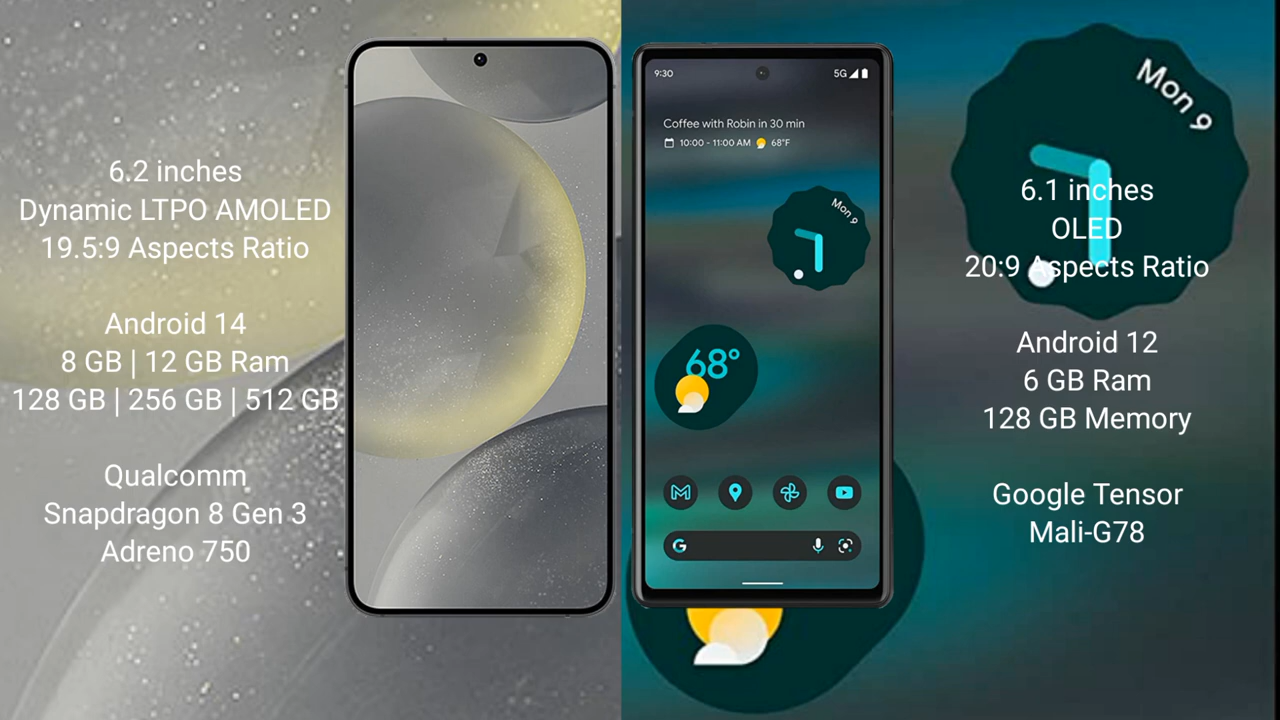 6.2 inches
Dynamic LTPO AMOLED
19.5:9 Aspects Ratio
Android 14
8 GB | 12 GB Ram
128 GB | 256 GB | 512 GB
Qualcomm
Snapdragon 8 Gen 3
Adreno 750
9:30
5G
Coffee with Robin in 30 min
10:00 - 11:00 AM 68°F
Mon 9
68°
G
Mon 9
6.1 inches
OLED
20:9 Aspects Ratio
Android 12
6 GB Ram
128 GB Memory
Google Tensor
Mali-G78